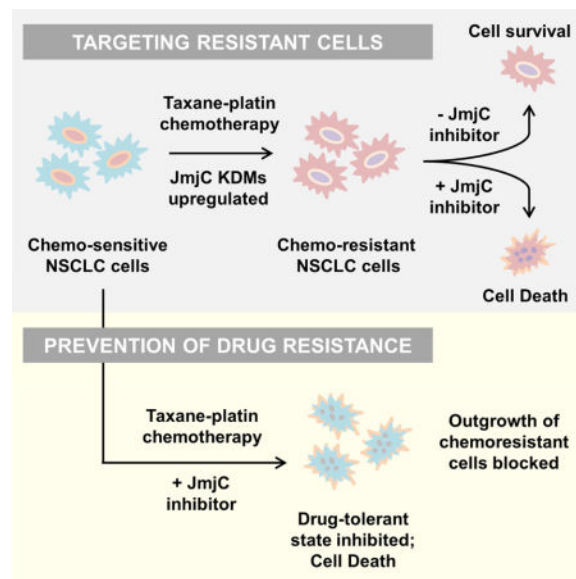 TARGETING RESISTANT CELLS
Cell survival
Taxane-platin
chemotherapy
JmjC KDMs
upregulated
- JmjC
inhibitor
+ JmjC
inhibitor
Chemo-sensitive
NSCLC cells
Chemo-resistant
NSCLC cells
Cell Death
PREVENTION OF DRUG RESISTANCE
Taxane-platin
chemotherapy
+ JmjC
inhibitor
Outgrowth of
chemoresistant
cells blocked
Drug-tolerant
state inhibited;
Cell Death